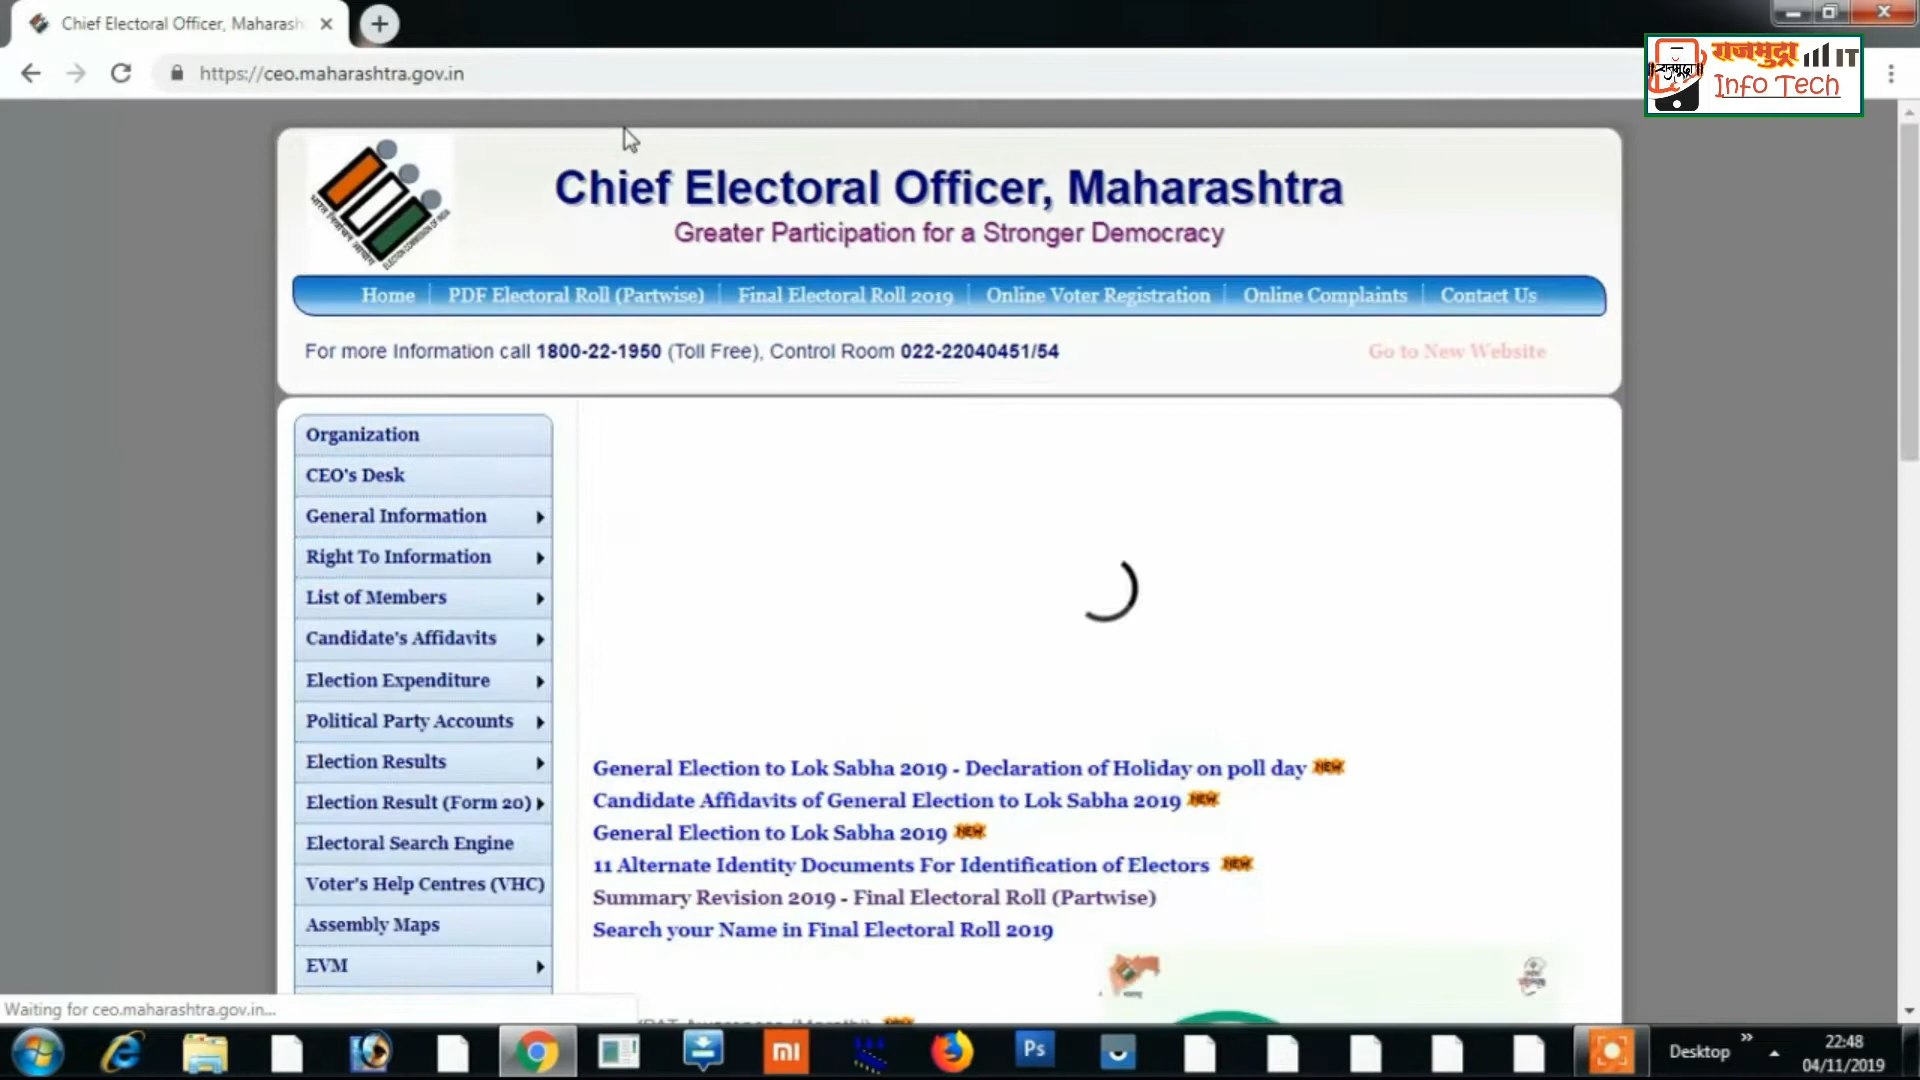 Chief Electoral Officer, Maharash
https://ceo.maharashtra.gov.in
राजमुद्रा IT
Info Tech
Chief Electoral Officer, Maharashtra
Greater Participation for a Stronger Democracy
Home PDF Electoral Roll (Partwise) Final Electoral Roll 2019 Online Voter Registration Online Complaints Contact Us
For more Information call 1800-22-1950 (Toll Free), Control Room 022-22040451/54 Go to New Website
Organization
CEO's Desk
General Information
Right To Information
List of Members
Candidate's Affidavits
Election Expenditure
Political Party Accounts
Election Results
Election Result (Form 20)
Electoral Search Engine
Voter's Help Centres (VHC)
Assembly Maps
EVM
General Election to Lok Sabha 2019 - Declaration of Holiday on poll day NEW
Candidate Affidavits of General Election to Lok Sabha 2019 NEW
General Election to Lok Sabha 2019 NEW
11 Alternate Identity Documents For Identification of Electors NEW
Summary Revision 2019 - Final Electoral Roll (Partwise)
Search your Name in Final Electoral Roll 2019
Waiting for ceo.maharashtra.gov.in...
Ps
Desktop
22:48
04/11/2019